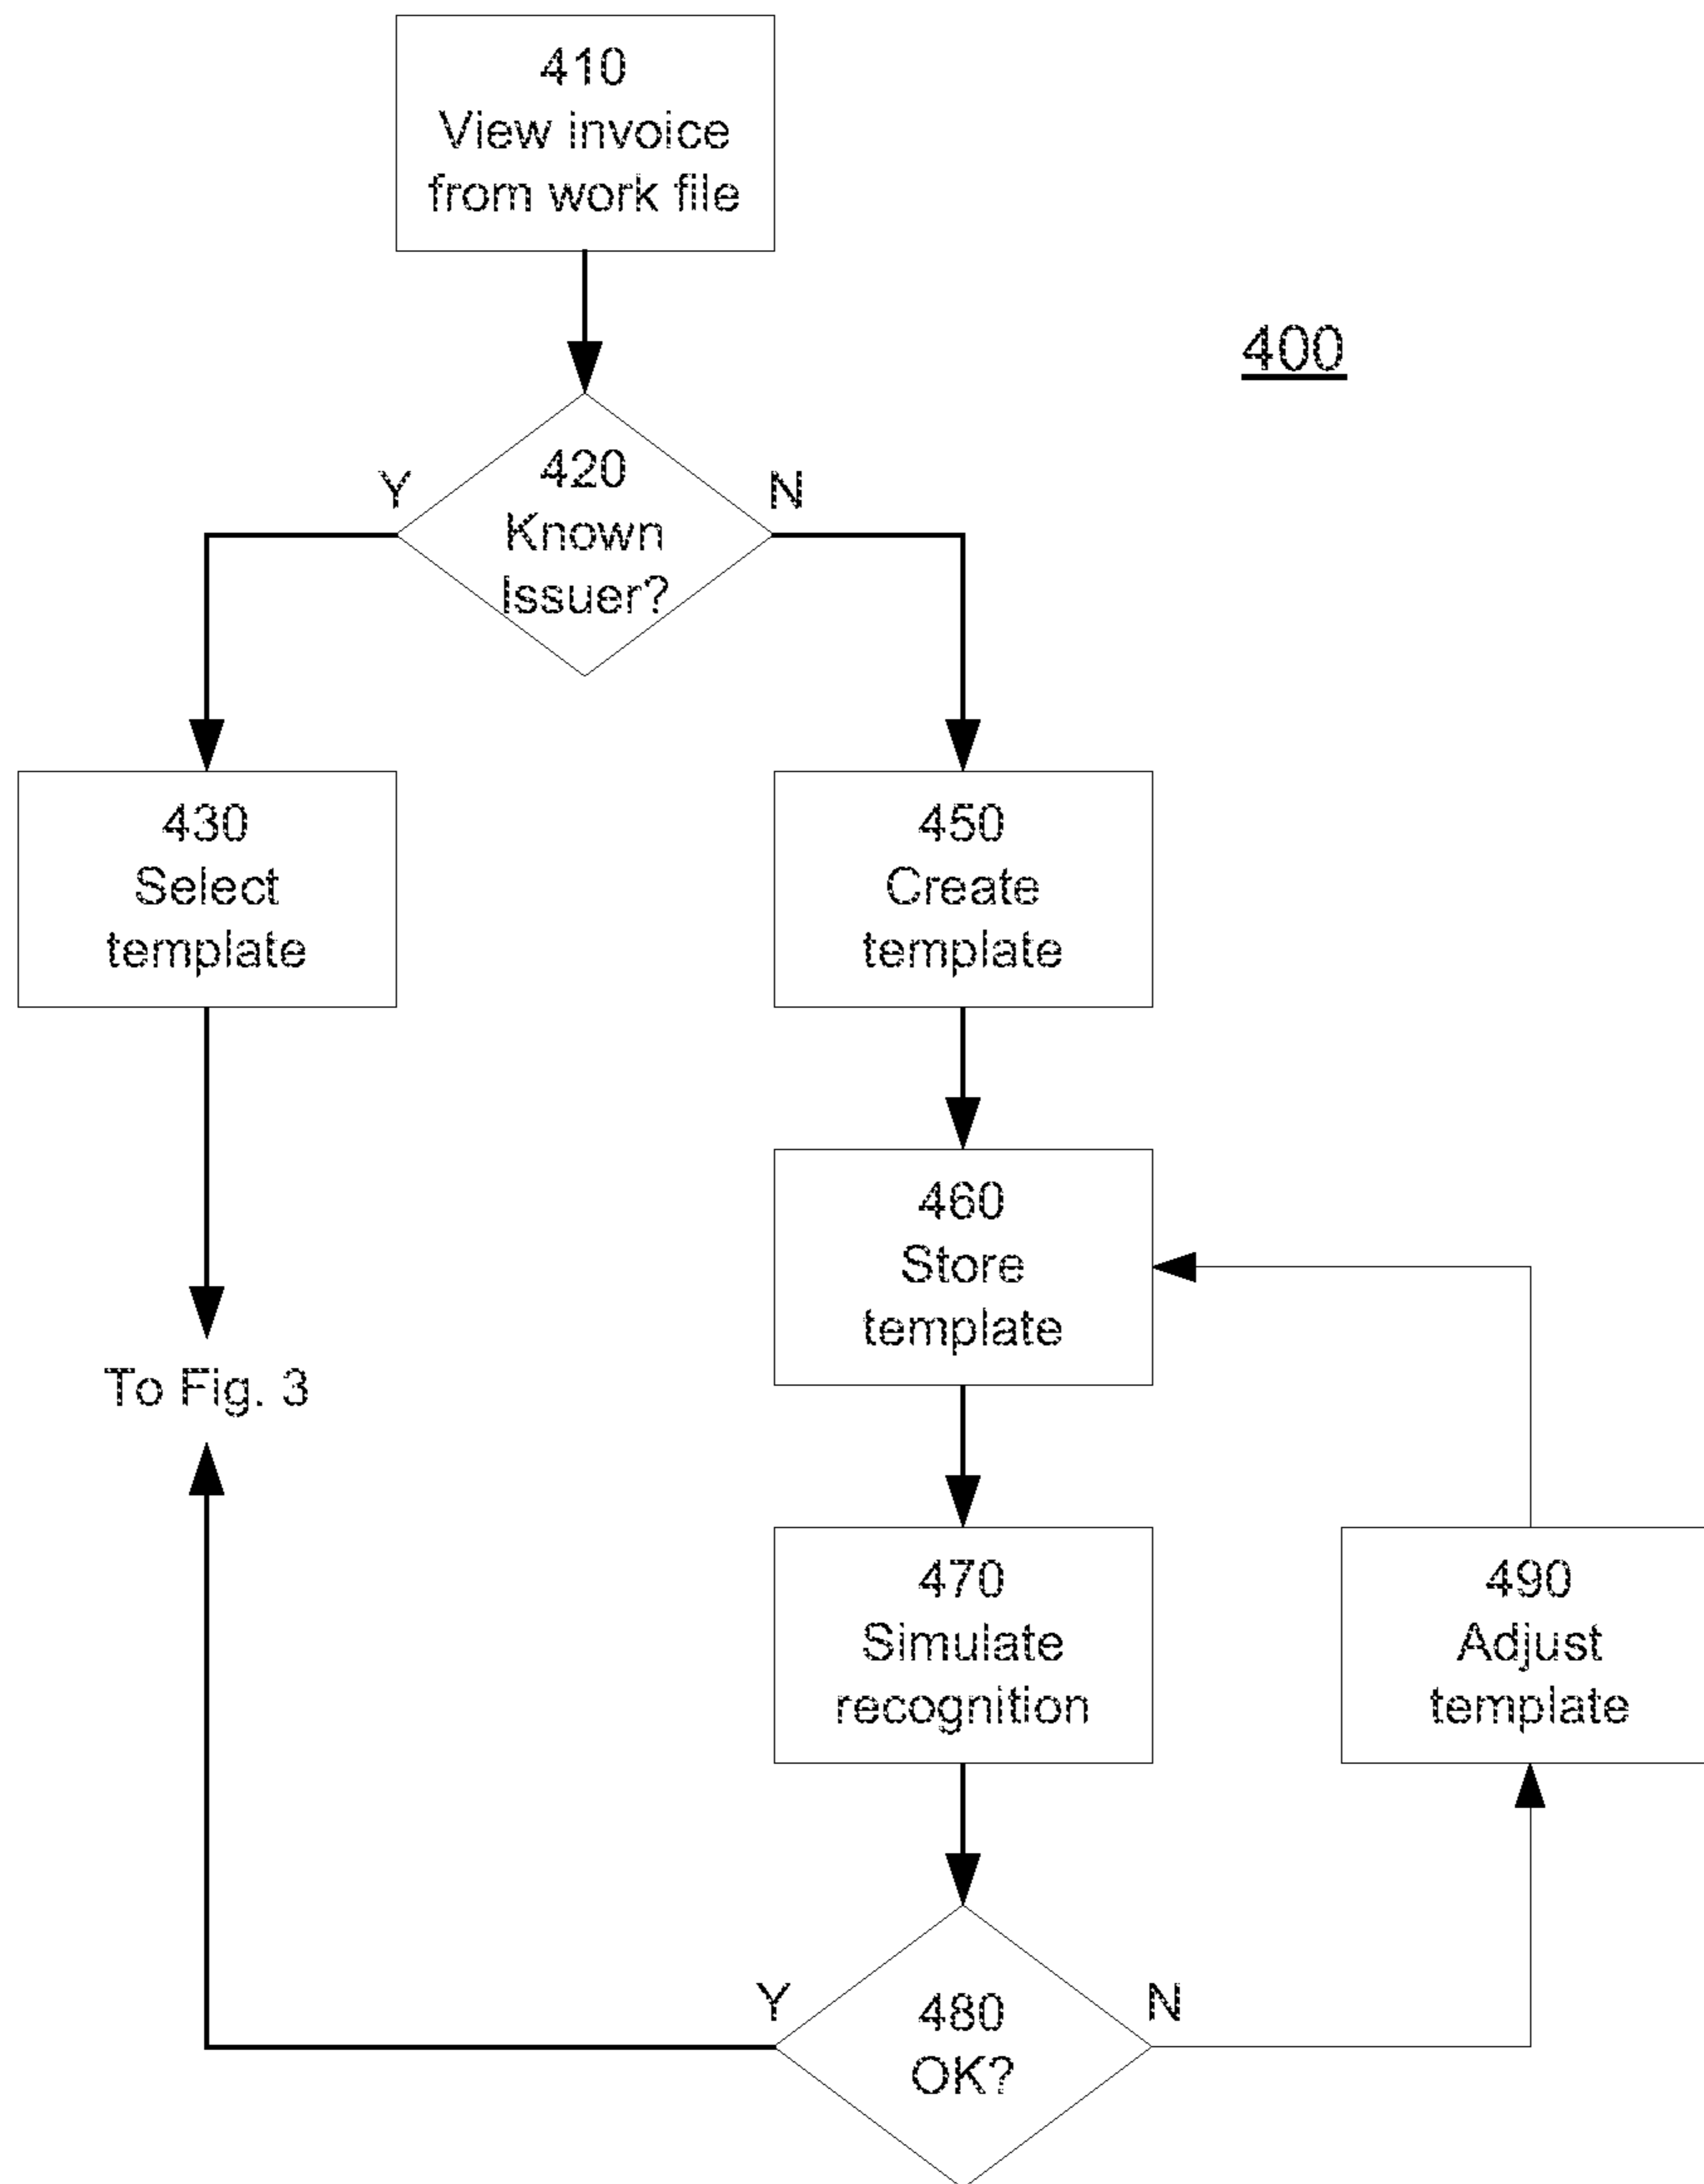 410
View invoice
from work file
400
420
Known
Issuer?
Y
N
430
Select
template
450
Create
template
460
Store
template
To Fig. 3
470
Simulate
recognition
490
Adjust
template
480
OK?
Y
N